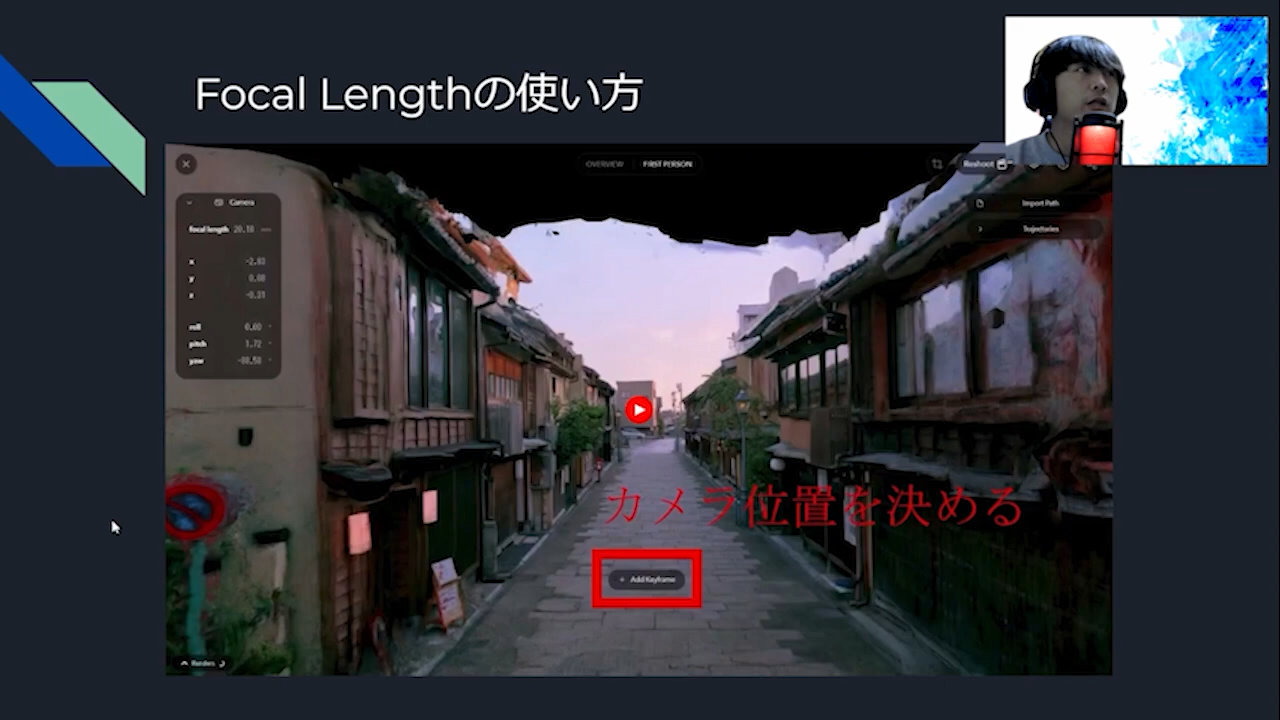 Focal Lengthの使い方
OVERVIEW FIRST PERSON
Reshoot
Camera
Import Path
focal length 20.18
Trajectories
x -2.83
y 0.08
z -0.31
roll 0.00
pitch 1.72
yaw -88.58
カメラ位置を決める
+ Add Keyframe
Renders